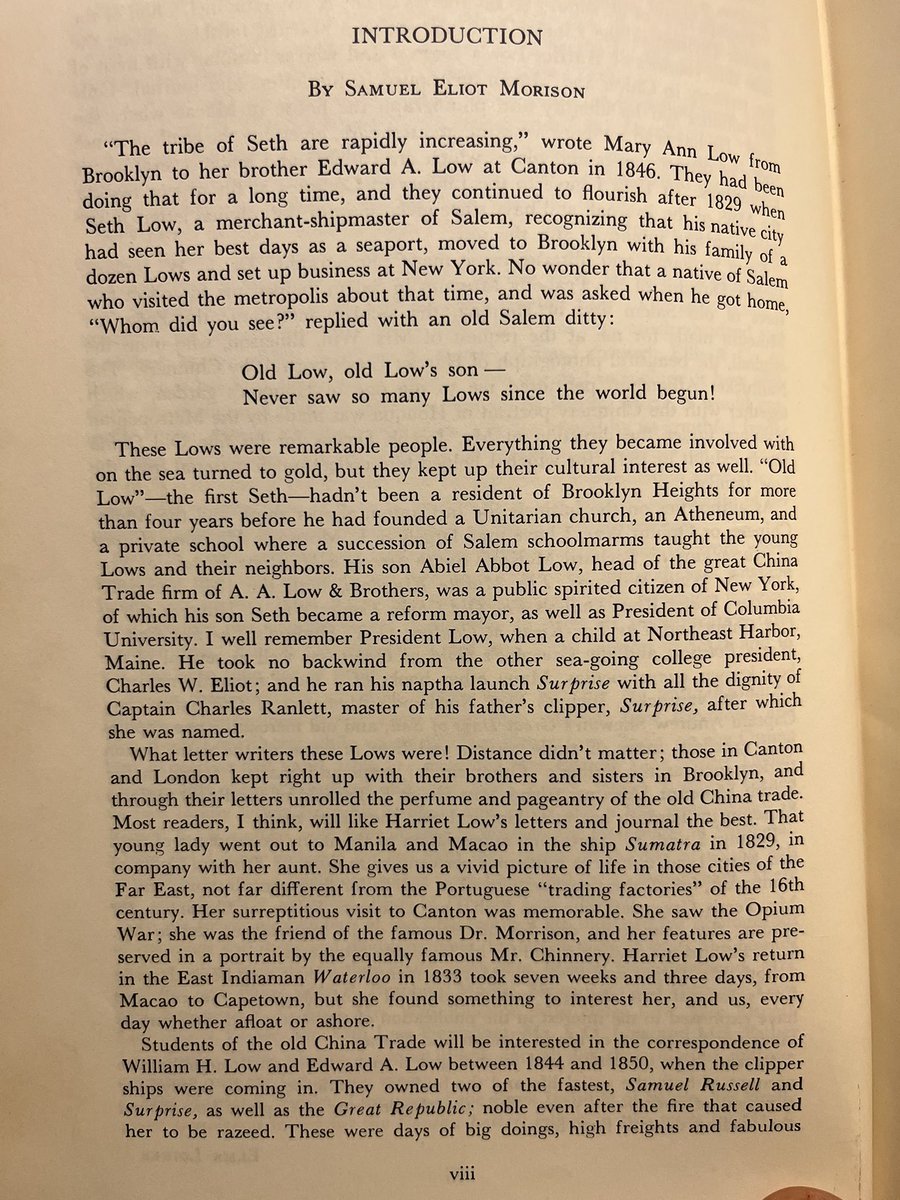 INTRODUCTION
BY SAMUEL ELIOT MORISON
“The tribe of Seth are rapidly increasing,” wrote Mary Ann Low from
Brooklyn to her brother Edward A. Low at Canton in 1846. They had been
doing that for a long time, and they continued to flourish after 1829 when
Seth Low, a merchant-shipmaster of Salem, recognizing that his native city
had seen her best days as a seaport, moved to Brooklyn with his family of a
dozen Lows and set up business at New York. No wonder that a native of Salem
who visited the metropolis about that time, and was asked when he got home,
“Whom did you see?” replied with an old Salem ditty:
Old Low, old Low’s son —
Never saw so many Lows since the world begun!
These Lows were remarkable people. Everything they became involved with
on the sea turned to gold, but they kept up their cultural interest as well. “Old
Low”—the first Seth—hadn’t been a resident of Brooklyn Heights for more
than four years before he had founded a Unitarian church, an Atheneum, and
a private school where a succession of Salem schoolmarms taught the young
Lows and their neighbors. His son Abiel Abbot Low, head of the great China
Trade firm of A. A. Low & Brothers, was a public spirited citizen of New York,
of which his son Seth became a reform mayor, as well as President of Columbia
University. I well remember President Low, when a child at Northeast Harbor,
Maine. He took no backwind from the other sea-going college president,
Charles W. Eliot; and he ran his naptha launch Surprise with all the dignity of
Captain Charles Ranlett, master of his father’s clipper, Surprise, after which
she was named.
What letter writers these Lows were! Distance didn’t matter; those in Canton
and London kept right up with their brothers and sisters in Brooklyn, and
through their letters unrolled the perfume and pageantry of the old China trade.
Most readers, I think, will like Harriet Low’s letters and journal the best. That
young lady went out to Manila and Macao in the ship Sumatra in 1829, in
company with her aunt. She gives us a vivid picture of life in those cities of the
Far East, not far different from the Portuguese “trading factories” of the 16th
century. Her surreptitious visit to Canton was memorable. She saw the Opium
War; she was the friend of the famous Dr. Morrison, and her features are pre-
served in a portrait by the equally famous Mr. Chinnery. Harriet Low’s return
in the East Indiaman Waterloo in 1833 took seven weeks and three days, from
Macao to Capetown, but she found something to interest her, and us, every
day whether afloat or ashore.
Students of the old China Trade will be interested in the correspondence of
William H. Low and Edward A. Low between 1844 and 1850, when the clipper
ships were coming in. They owned two of the fastest, Samuel Russell and
Surprise, as well as the Great Republic; noble even after the fire that caused
her to be razeed. These were days of big doings, high freights and fabulous
viii